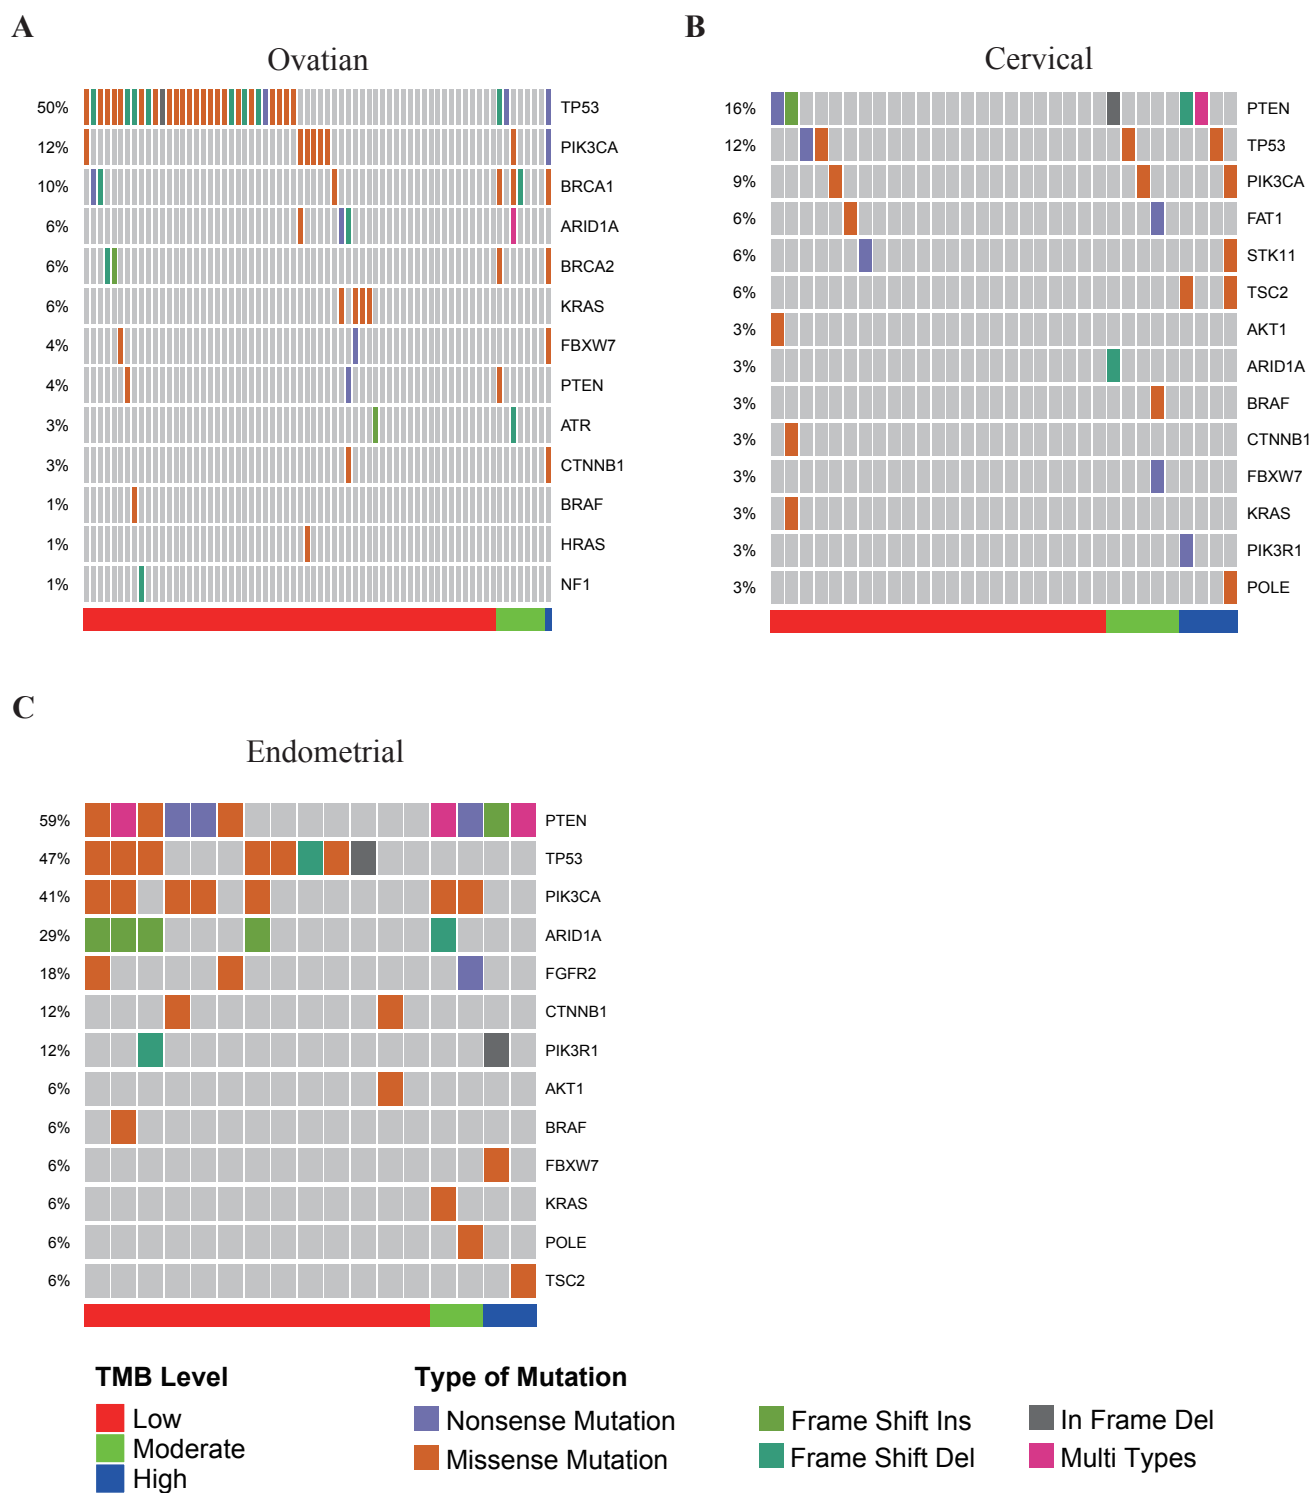 A
Ovatian
50% TP53
12% PIK3CA
10% BRCA1
6% ARID1A
6% BRCA2
6% KRAS
4% FBXW7
4% PTEN
3% ATR
3% CTNNB1
1% BRAF
1% HRAS
1% NF1
B
Cervical
16% PTEN
12% TP53
9% PIK3CA
6% FAT1
6% STK11
6% TSC2
3% AKT1
3% ARID1A
3% BRAF
3% CTNNB1
3% FBXW7
3% KRAS
3% PIK3R1
3% POLE
C
Endometrial
59% PTEN
47% TP53
41% PIK3CA
29% ARID1A
18% FGFR2
12% CTNNB1
12% PIK3R1
6% AKT1
6% BRAF
6% FBXW7
6% KRAS
6% POLE
6% TSC2
TMB Level
Low
Moderate
High
Type of Mutation
Nonsense Mutation
Missense Mutation
Frame Shift Ins
Frame Shift Del
In Frame Del
Multi Types